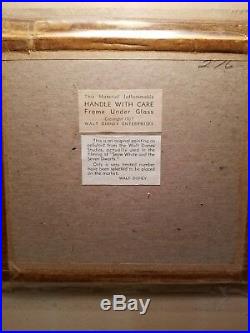 276
This Material Inflammable
HANDLE WITH CARE
Frame Under Glass
Copyright 1937
WALT DISNEY ENTERPRISES
This is an original painting on
celluloid from the Walt Disney
Studios, actually used in the
filming of "Snow White and the
Seven Dwarfs."
Only a very limited number
have been selected to be placed
on the market.
WALT DISNEY.